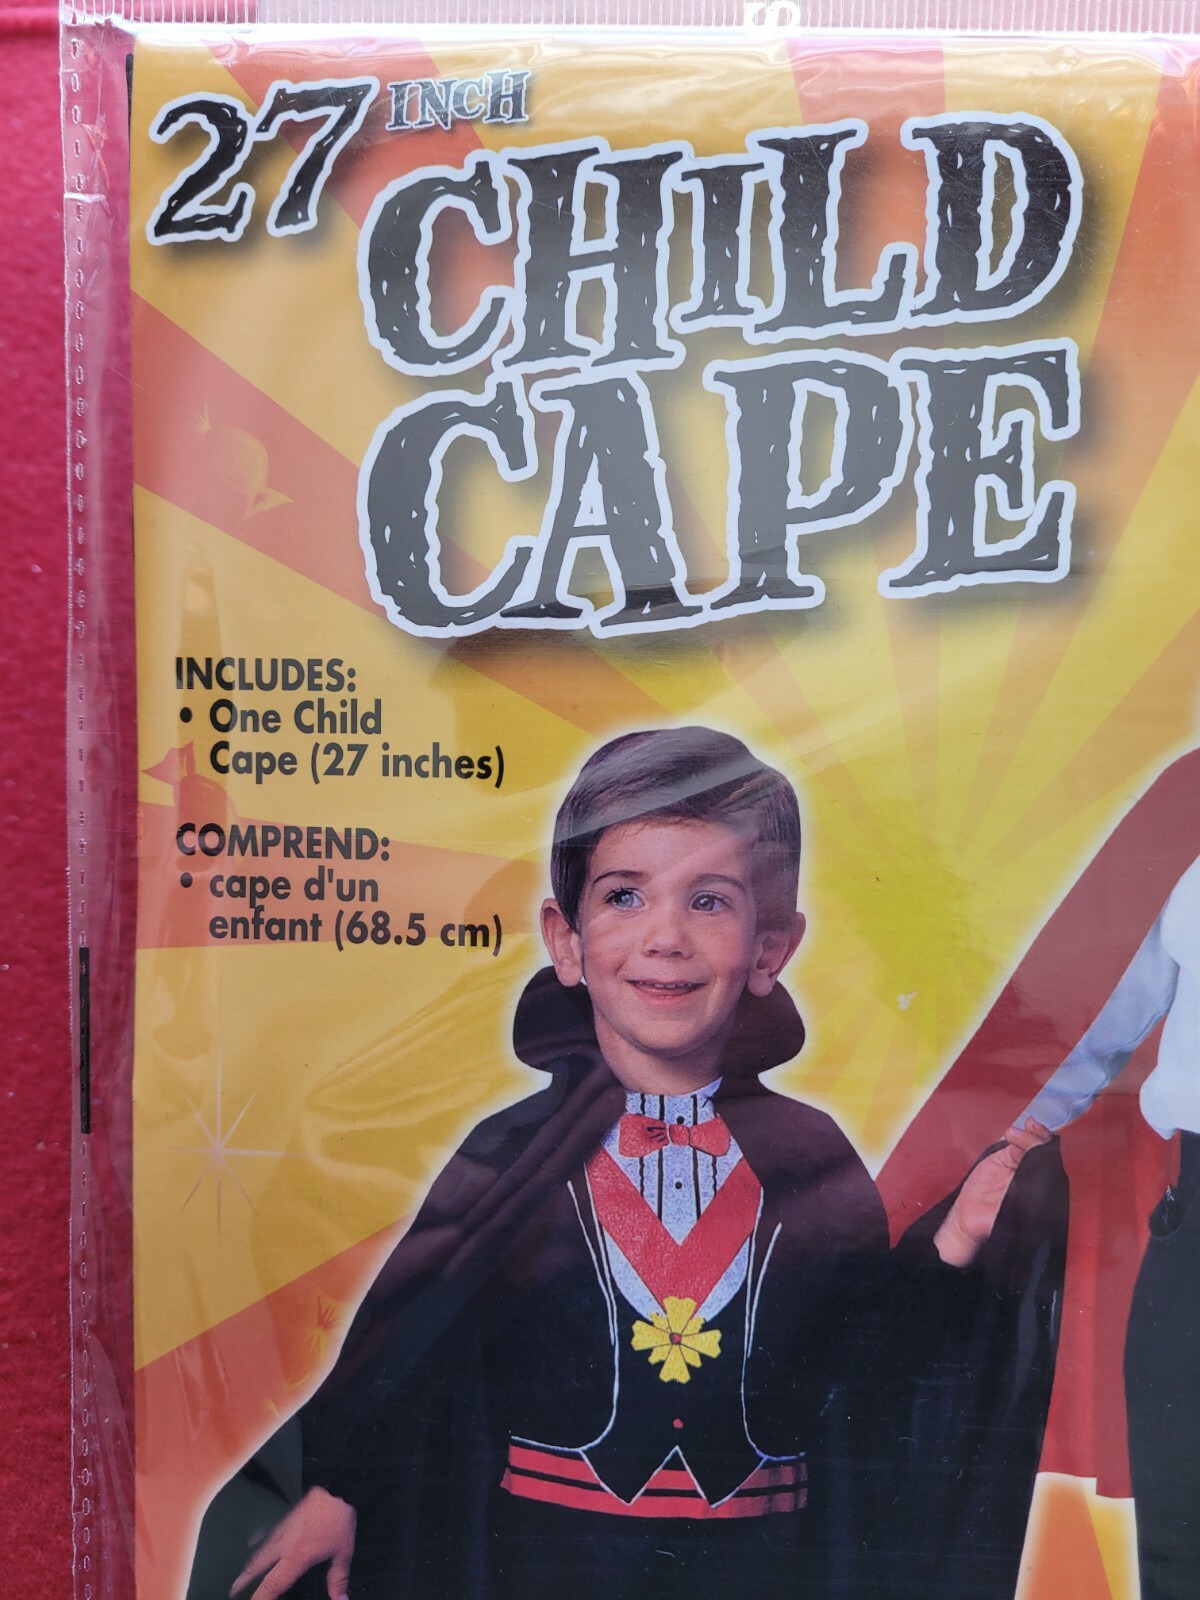 27 INCH
CHILD
CAPE
INCLUDES:
• One Child
Cape (27 inches)
COMPREND:
• cape d'un
enfant (68.5 cm)